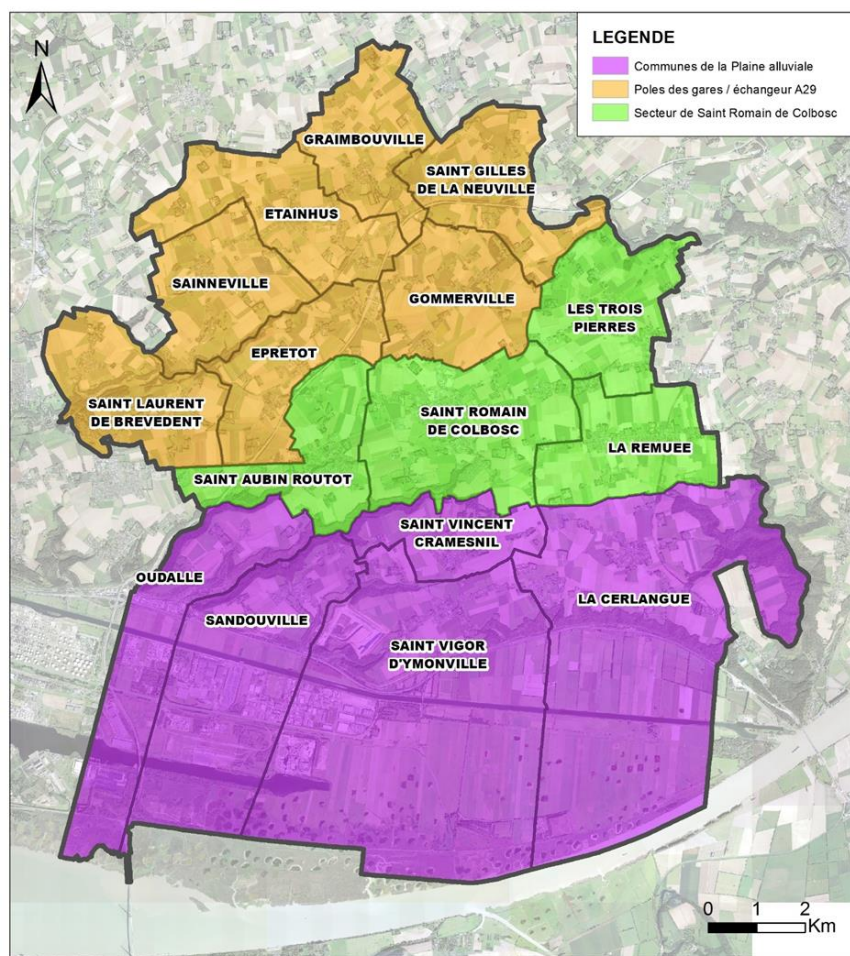 LEGENDE
Communes de la Plaine alluviale
Poles des gares / échangeur A29
Secteur de Saint Romain de Colbosc
N
GRAIMBOUVILLE
SAINT GILLES
DE LA NEUVILLE
ETAINHUS
SAINNEVILLE
GOMMERVILLE
LES TROIS
PIERRES
EPRETOT
SAINT LAURENT
DE BREVEDENT
SAINT ROMAIN
DE COLBOSC
LA REMUEE
SAINT AUBIN ROUTOT
SAINT VINCENT
CRAMESNIL
OUDALLE
SANDOUVILLE
LA CERLANGUE
SAINT VIGOR
D'YMONVILLE
0 1 2
Km